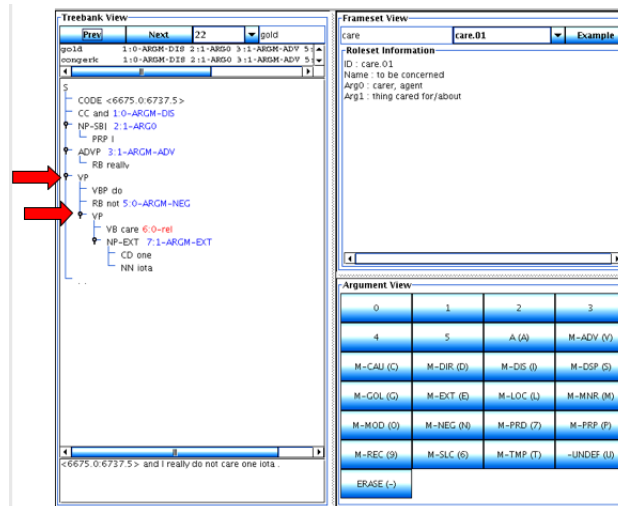 Treebank View
Prev Next 22 gold
gold 1:0-ARGM-DIS 2:1-ARG0 3:1-ARGM-ADV 5:
congerk 1:0-ARGM-DIS 2:1-ARG0 3:1-ARGM-ADV 5:
S
CODE <6675.0:6737.5>
CC and 1:0-ARGM-DIS
NP-SBJ 2:1-ARG0
PRP I
ADVP 3:1-ARGM-ADV
RB really
VP
VBP do
RB not 5:0-ARGM-NEG
VP
VB care 6:0-rel
NP-EXT 7:1-ARGM-EXT
CD one
NN iota
. .
<6675.0:6737.5> and I really do not care one iota .
Frameset View
care care.01 Example
Roleset Information
ID : care.01
Name : to be concerned
Arg0 : carer, agent
Arg1 : thing cared for/about
Argument View
0 1 2 3
4 5 A (A) M-ADV (V)
M-CAU (C) M-DIR (D) M-DIS (I) M-DSP (S)
M-GOL (G) M-EXT (E) M-LOC (L) M-MNR (M)
M-MOD (O) M-NEG (N) M-PRD (7) M-PRP (P)
M-REC (9) M-SLC (6) M-TMP (T) -UNDEF (U)
ERASE (-)